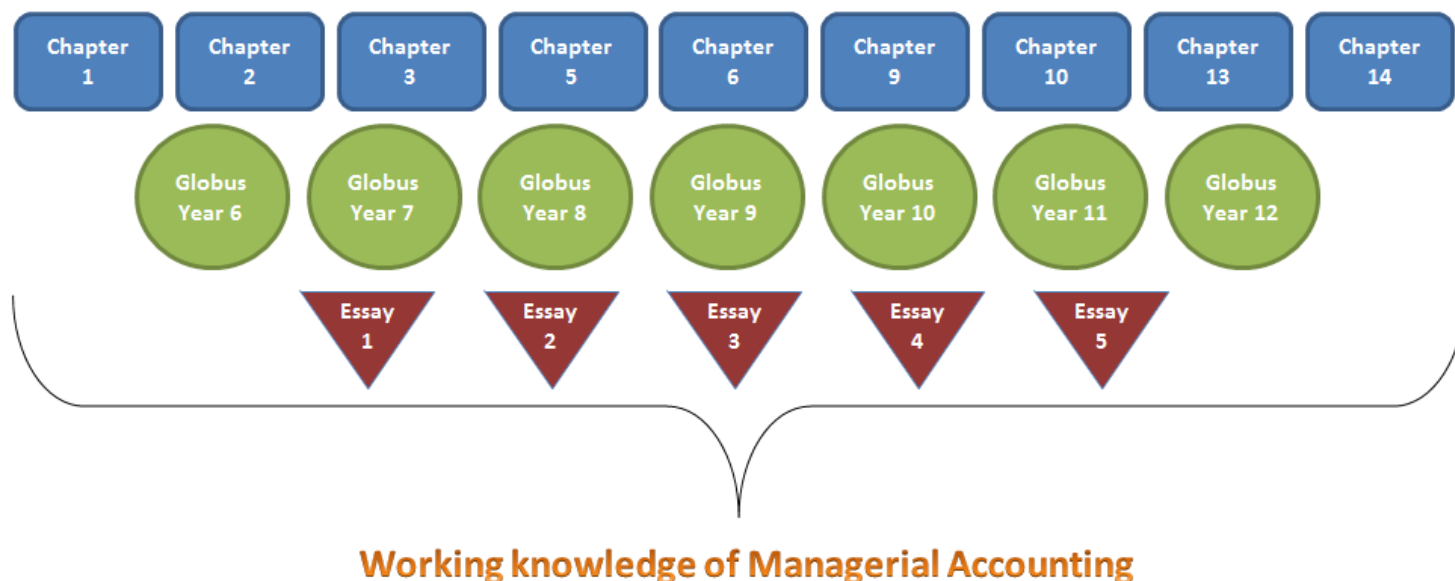 Chapter
1
Chapter
2
Chapter
3
Chapter
5
Chapter
6
Chapter
9
Chapter
10
Chapter
13
Chapter
14
Globus
Year 6
Globus
Year 7
Globus
Year 8
Globus
Year 9
Globus
Year 10
Globus
Year 11
Globus
Year 12
Essay
1
Essay
2
Essay
3
Essay
4
Essay
5
Working knowledge of Managerial Accounting